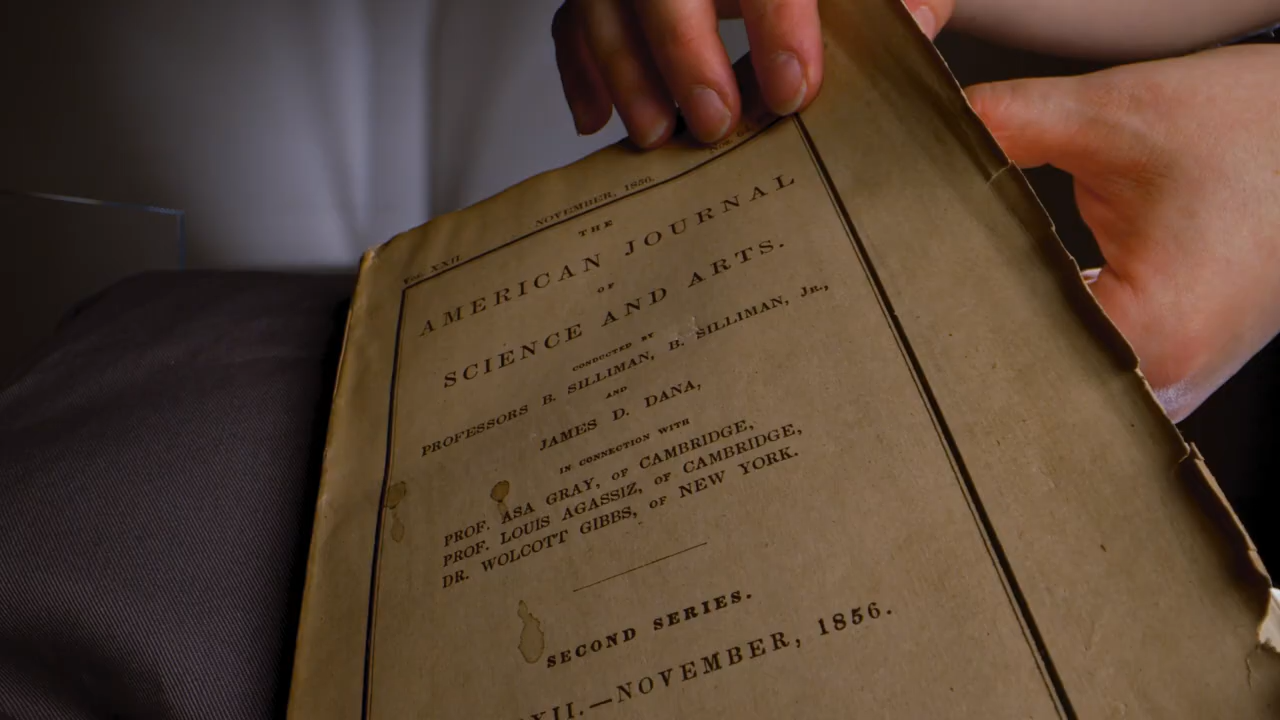 Vol. XXII. NOVEMBER, 1856. Nos.
THE
AMERICAN JOURNAL
OF
SCIENCE AND ARTS.
CONDUCTED BY
PROFESSORS B. SILLIMAN, B. SILLIMAN, Jr.,
AND
JAMES D. DANA,
IN CONNECTION WITH
PROF. ASA GRAY, OF CAMBRIDGE,
PROF. LOUIS AGASSIZ, OF CAMBRIDGE,
DR. WOLCOTT GIBBS, OF NEW YORK.
SECOND SERIES.
XII.—NOVEMBER, 1856.